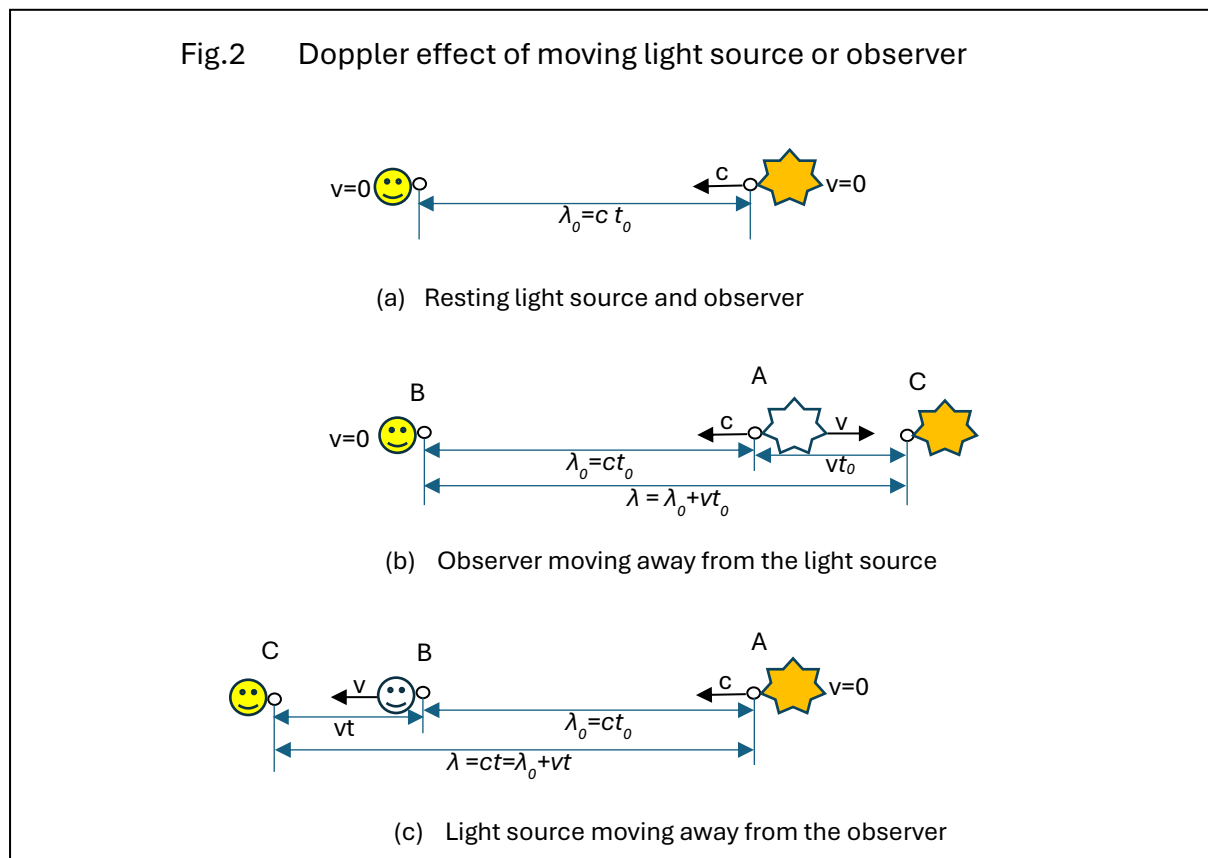 Fig.2 Doppler effect of moving light source or observer
v=0 c v=0
λ₀=c t₀
(a) Resting light source and observer
B A C
v=0 c v
λ₀=ct₀ vt₀
λ = λ₀+vt₀
(b) Observer moving away from the light source
C B A
v c v=0
vt λ₀=ct₀
λ =ct=λ₀+vt
(c) Light source moving away from the observer